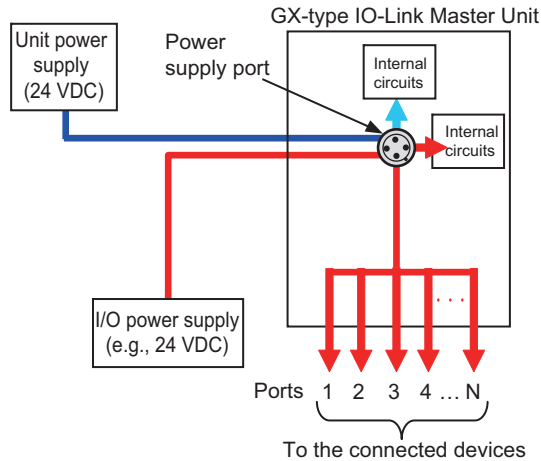 GX-type IO-Link Master Unit
Unit power
supply
(24 VDC)
Power
supply port
Internal
circuits
Internal
circuits
I/O power supply
(e.g., 24 VDC)
. . .
Ports 1 2 3 4 ... N
To the connected devices